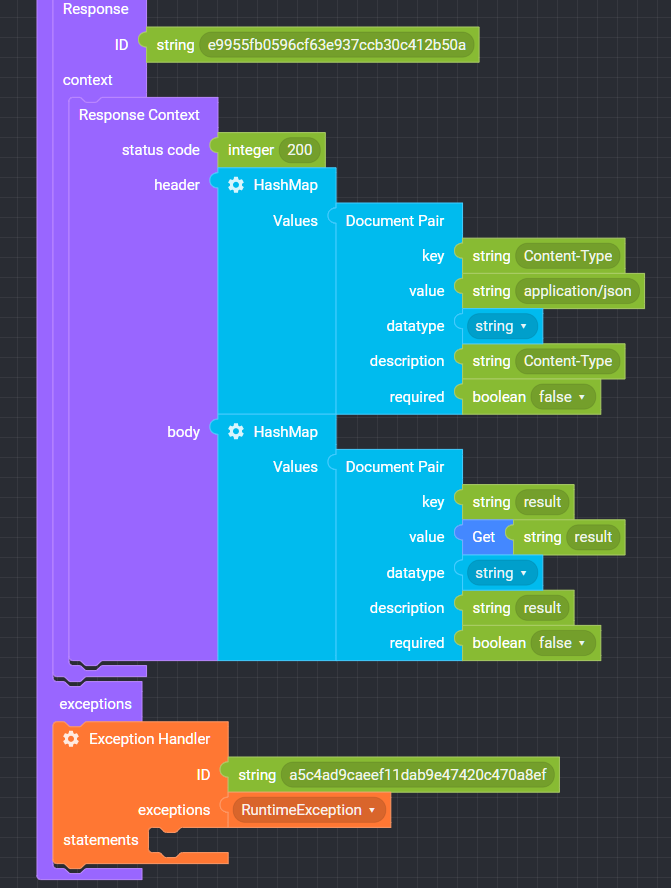 Response
ID string e9955fb0596cf63e937ccb30c412b50a
context
Response Context
status code integer 200
header HashMap
Values Document Pair
key string Content-Type
value string application/json
datatype string
description string Content-Type
required boolean false
body HashMap
Values Document Pair
key string result
value Get string result
datatype string
description string result
required boolean false
exceptions
Exception Handler
ID string a5c4ad9caeef11dab9e47420c470a8ef
exceptions RuntimeException
statements